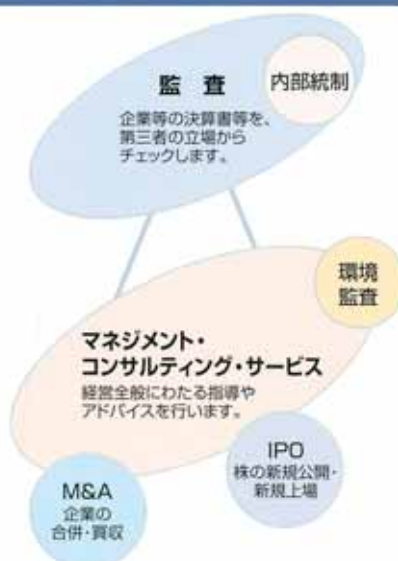 監 査
内部統制
企業等の決算書等を、
第三者の立場から
チェックします。
環境
監査
マネジメント・
コンサルティング・サービス
経営全般にわたる指導や
アドバイスを行います。
IPO
株の新規公開・
新規上場
M&A
企業の
合併・買収